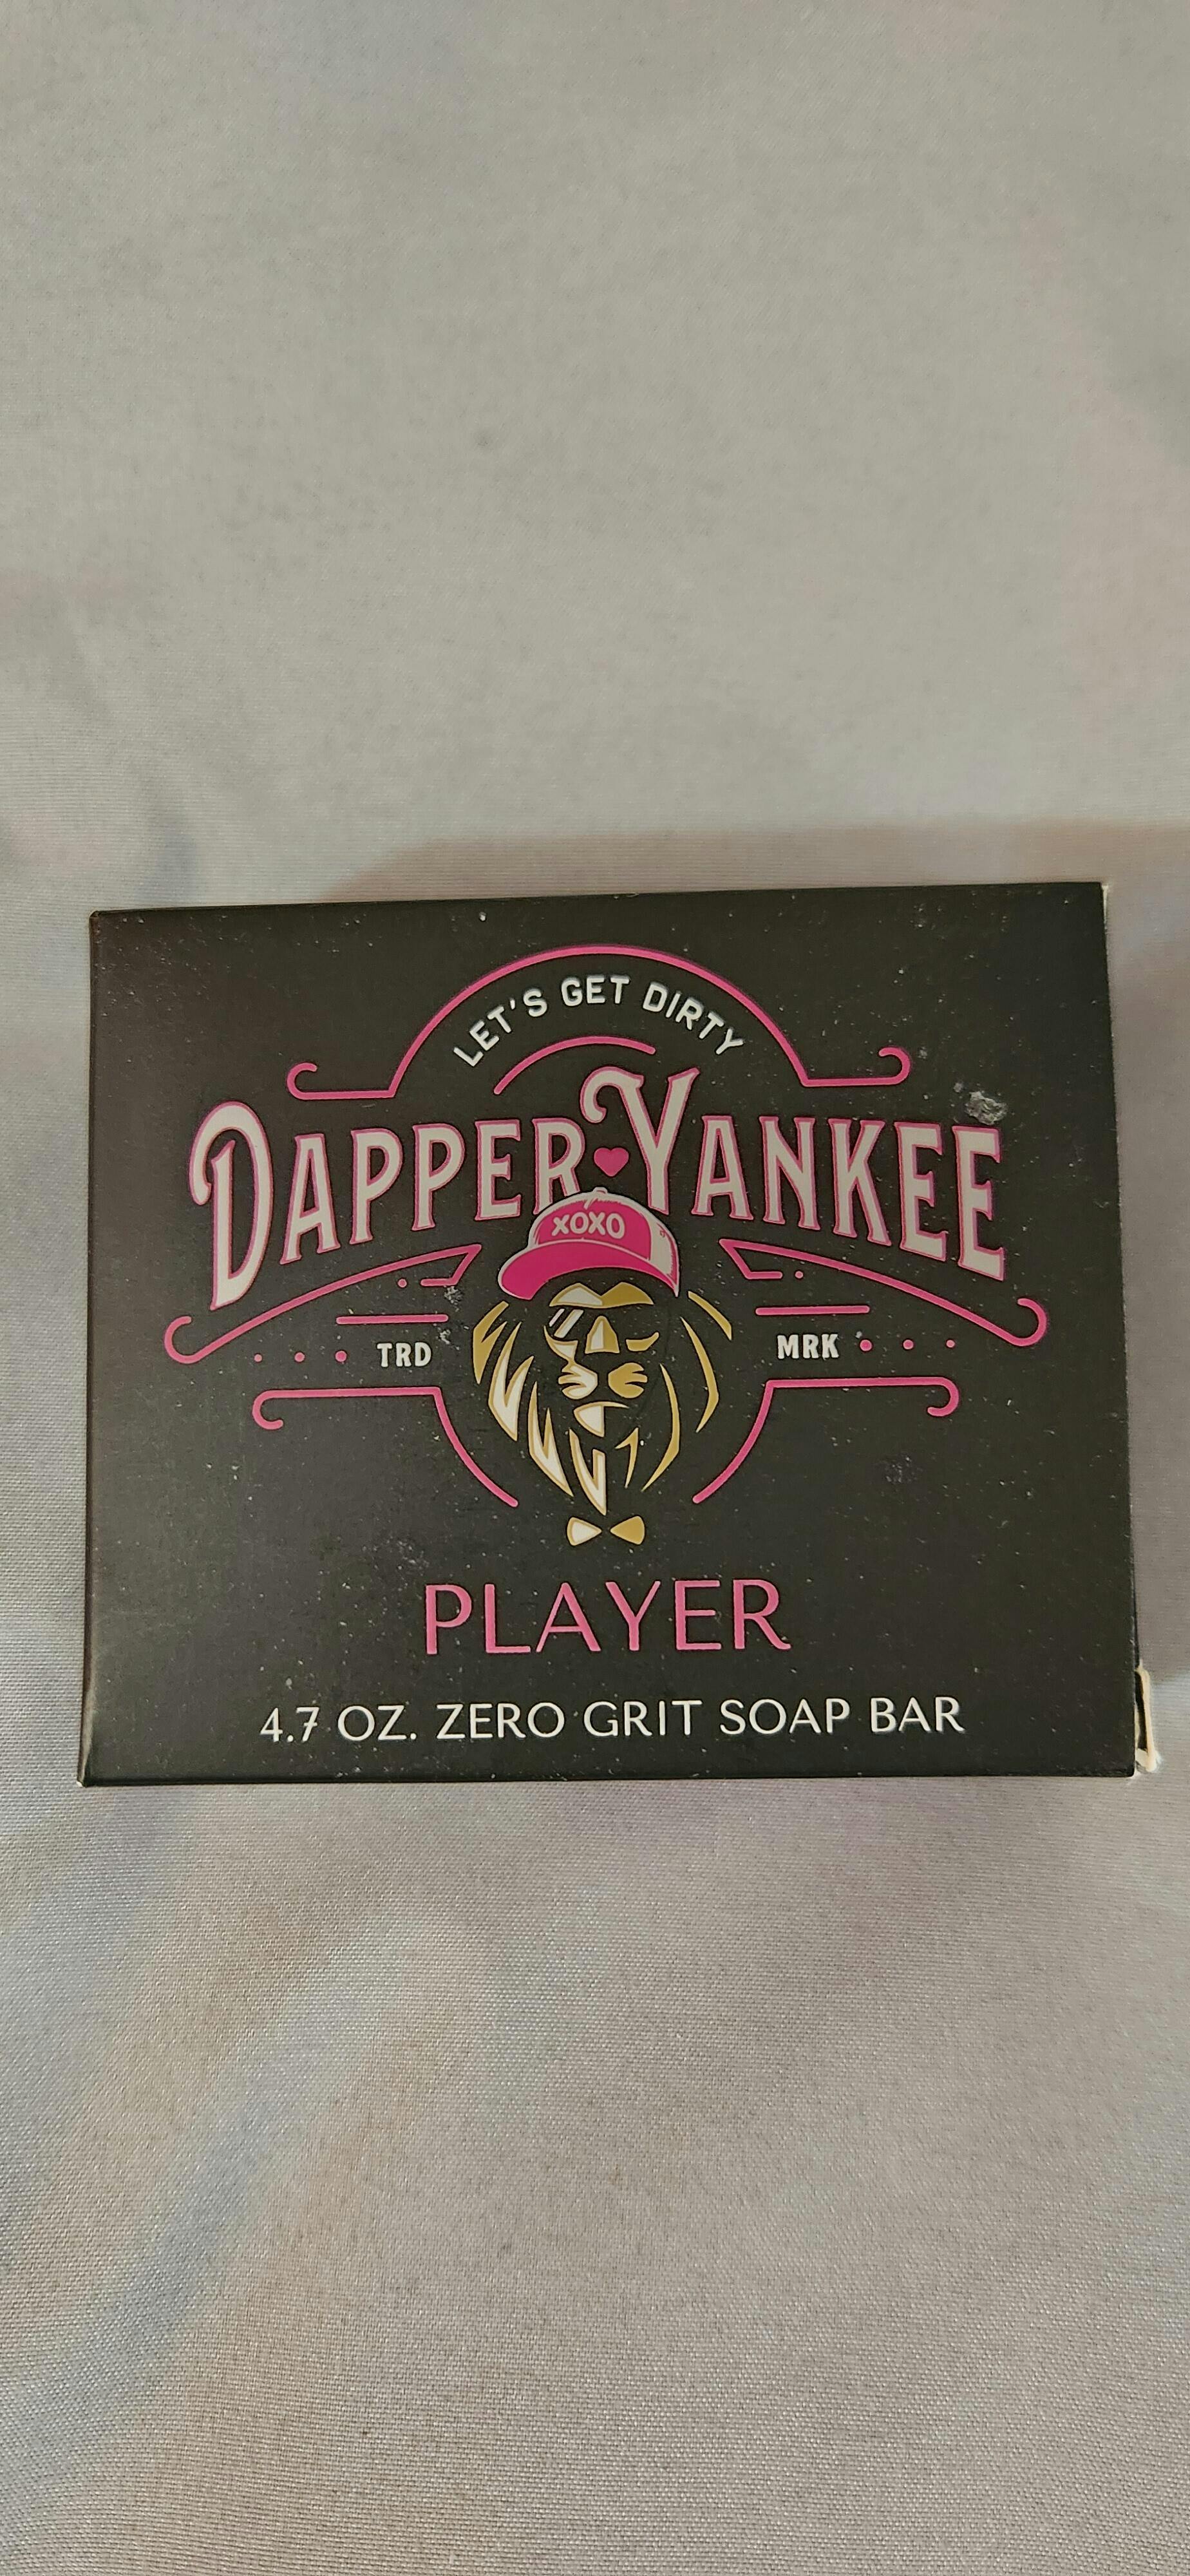 LET'S GET DIRTY
DAPPER YANKEE
XOXO
TRD MRK
PLAYER
4.7 OZ. ZERO GRIT SOAP BAR